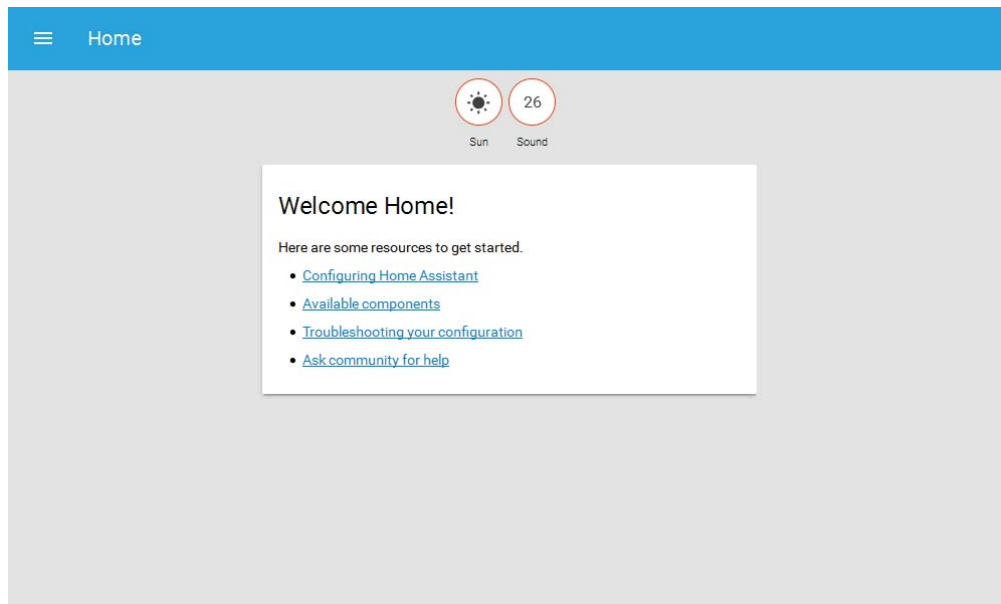 Home
26
Sun Sound
Welcome Home!
Here are some resources to get started.
Configuring Home Assistant
Available components
Troubleshooting your configuration
Ask community for help